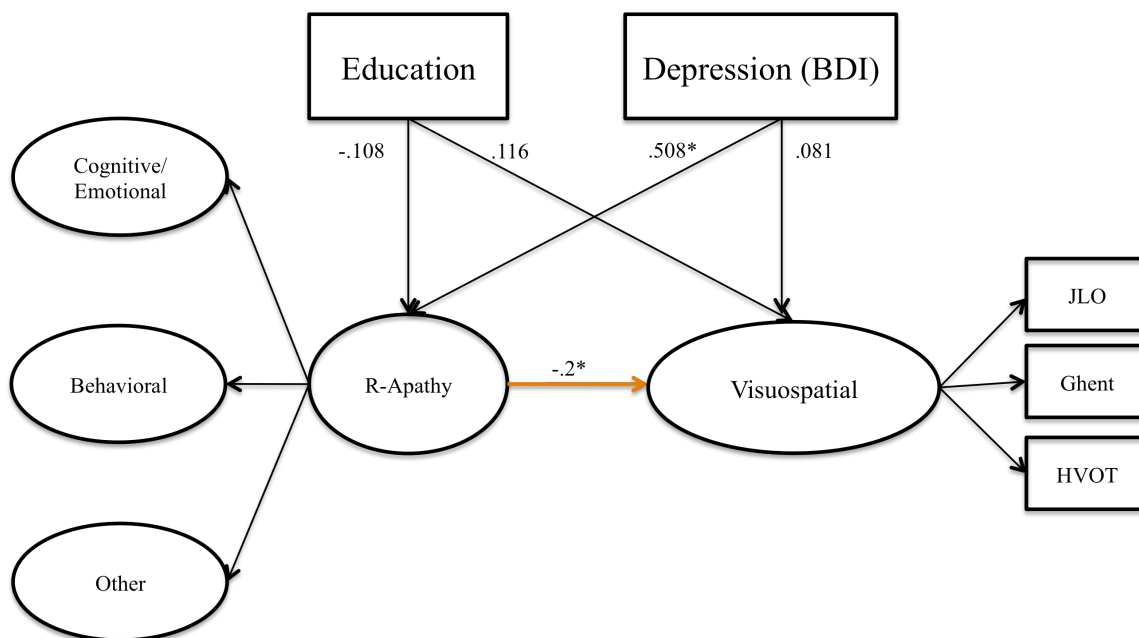 Education
Depression (BDI)
-.108
.116
.508*
.081
Cognitive/
Emotional
JLO
Behavioral
R-Apathy
-.2*
Visuospatial
Ghent
HVOT
Other